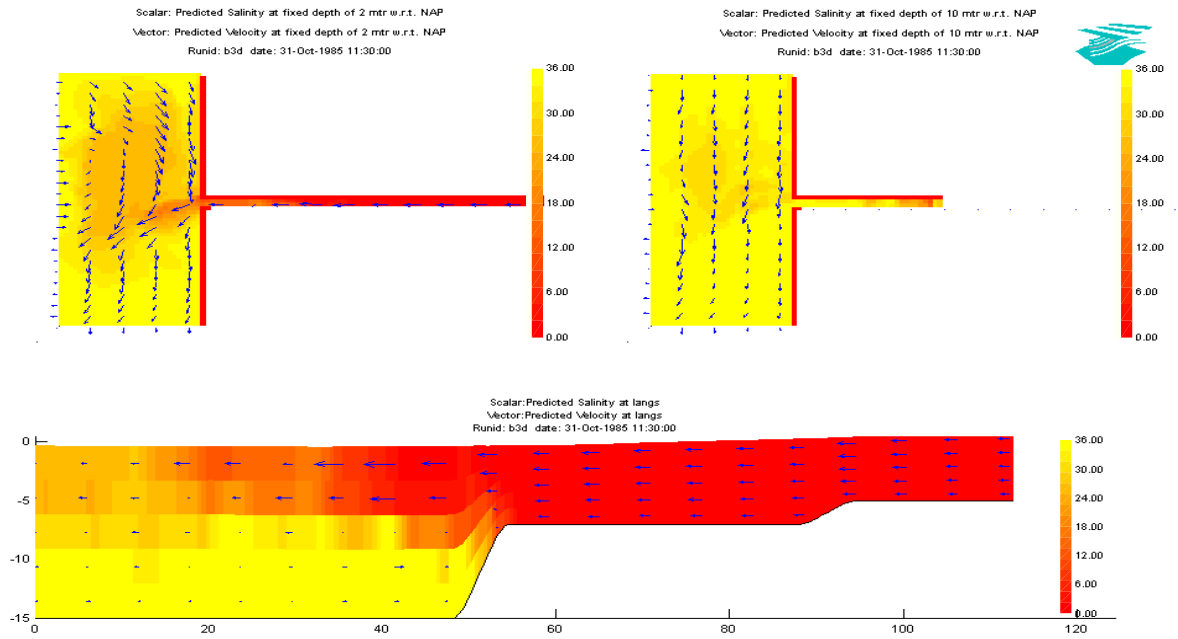 Scalar: Predicted Salinity at fixed depth of 2 mtr w.r.t. NAP
Vector: Predicted Velocity at fixed depth of 2 mtr w.r.t. NAP
Runid: b3d date: 31-Oct-1985 11:30:00
36.00
30.00
24.00
18.00
12.00
6.00
0.00
Scalar: Predicted Salinity at fixed depth of 10 mtr w.r.t. NAP
Vector: Predicted Velocity at fixed depth of 10 mtr w.r.t. NAP
Runid: b3d date: 31-Oct-1985 11:30:00
36.00
30.00
24.00
18.00
12.00
6.00
0.00
Scalar:Predicted Salinity at langs
Vector:Predicted Velocity at langs
Runid: b3d date: 31-Oct-1985 11:30:00
0
-5
-10
-15
0 20 40 60 80 100 120
36.00
30.00
24.00
18.00
12.00
6.00
0.00